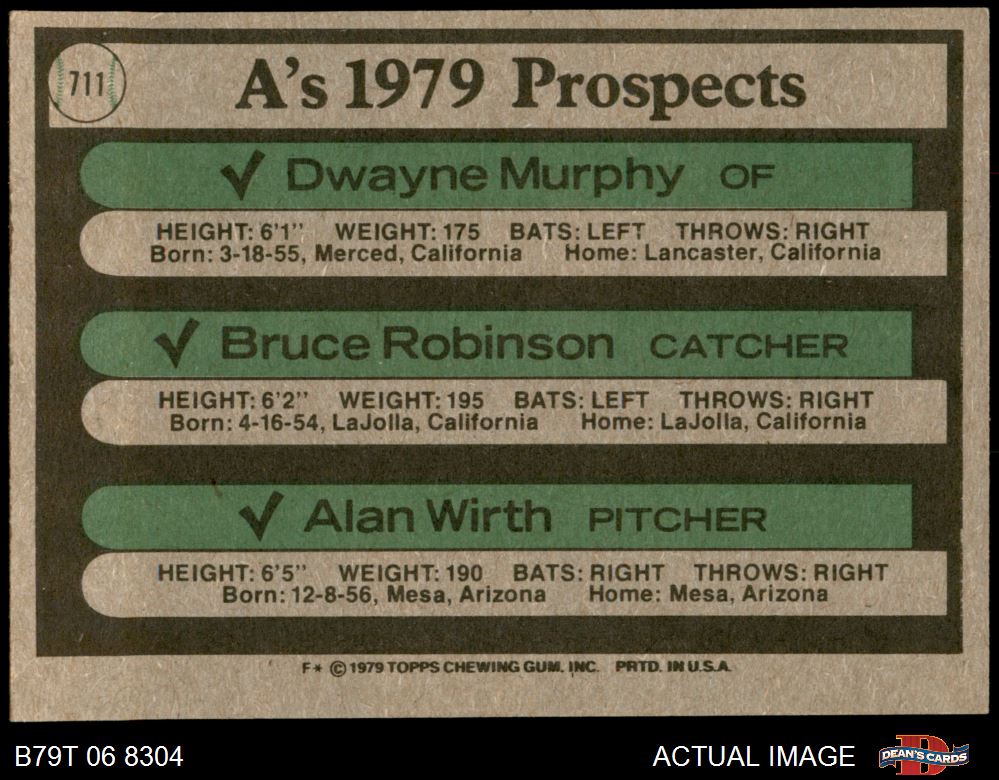 711
A's 1979 Prospects
✓ Dwayne Murphy OF
HEIGHT: 6'1'' WEIGHT: 175 BATS: LEFT THROWS: RIGHT
Born: 3-18-55, Merced, California Home: Lancaster, California
✓ Bruce Robinson CATCHER
HEIGHT: 6'2'' WEIGHT: 195 BATS: LEFT THROWS: RIGHT
Born: 4-16-54, LaJolla, California Home: LaJolla, California
✓ Alan Wirth PITCHER
HEIGHT: 6'5'' WEIGHT: 190 BATS: RIGHT THROWS: RIGHT
Born: 12-8-56, Mesa, Arizona Home: Mesa, Arizona
F* © 1979 TOPPS CHEWING GUM, INC. PRTD. IN U.S.A.
B79T 06 8304 ACTUAL IMAGE DEAN'S CARDS